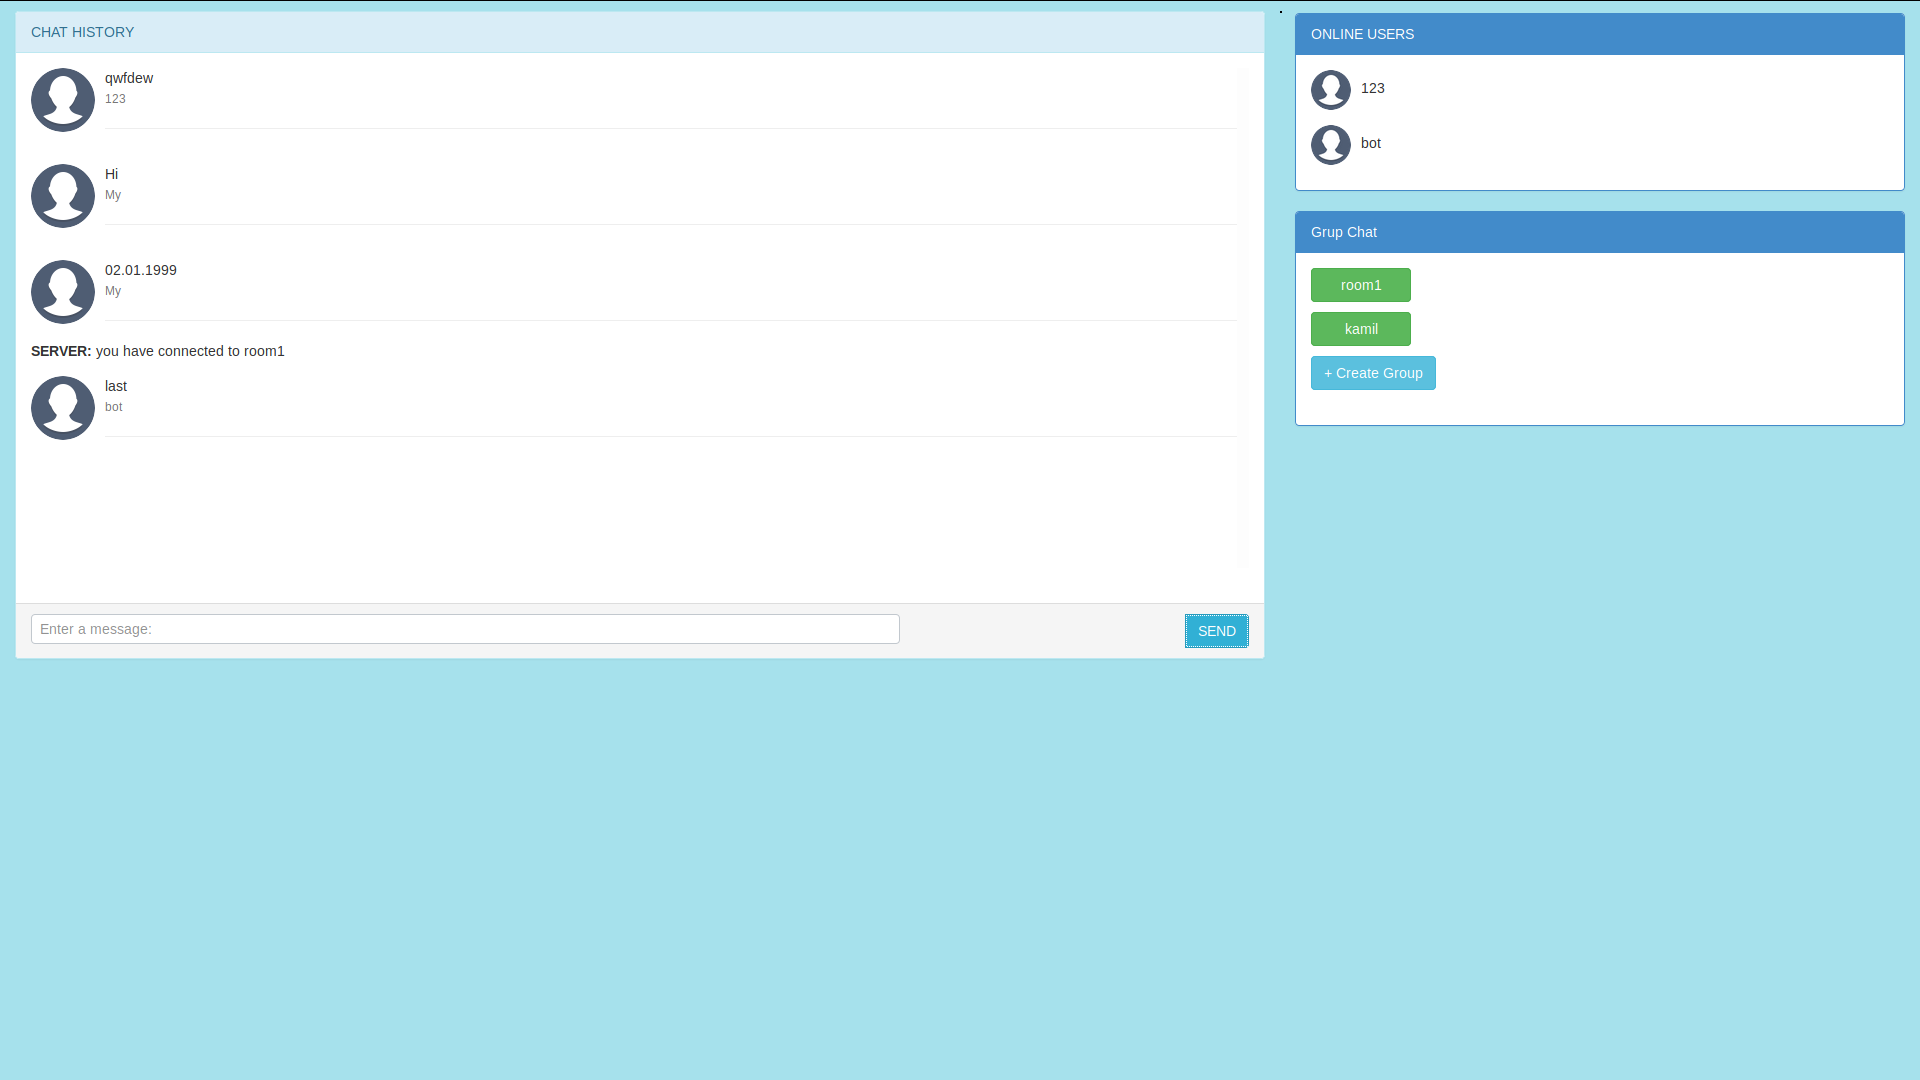 CHAT HISTORY
qwfdew
123
Hi
My
02.01.1999
My
SERVER: you have connected to room1
last
bot
Enter a message:
SEND
ONLINE USERS
123
bot
Grup Chat
room1
kamil
+ Create Group